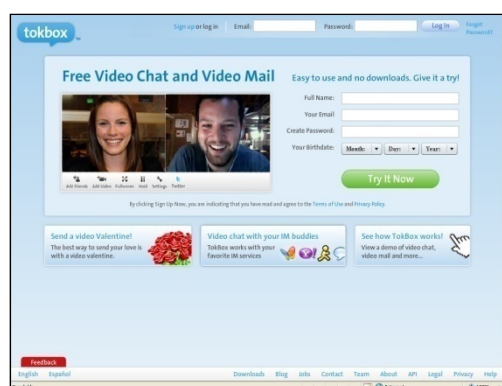 tokbox
Sign up or log in Email: Password: Log In Forgot Password?
Free Video Chat and Video Mail
Easy to use and no downloads. Give it a try!
Full Name:
Your Email
Create Password:
Your Birthdate: Month: Day: Year:
Add Friends Add Video Fullscreen Hold Settings Twitter
Try It Now
By clicking Sign Up Now, you are indicating that you have read and agree to the Terms of Use and Privacy Policy.
Send a video Valentine!
The best way to send your love is
with a video valentine.
Video chat with your IM buddies
TokBox works with your
favorite IM services
See how TokBox works!
View a demo of video chat,
video mail and more...
Feedback
English Español Downloads Blog Jobs Contact Team About API Legal Privacy Help